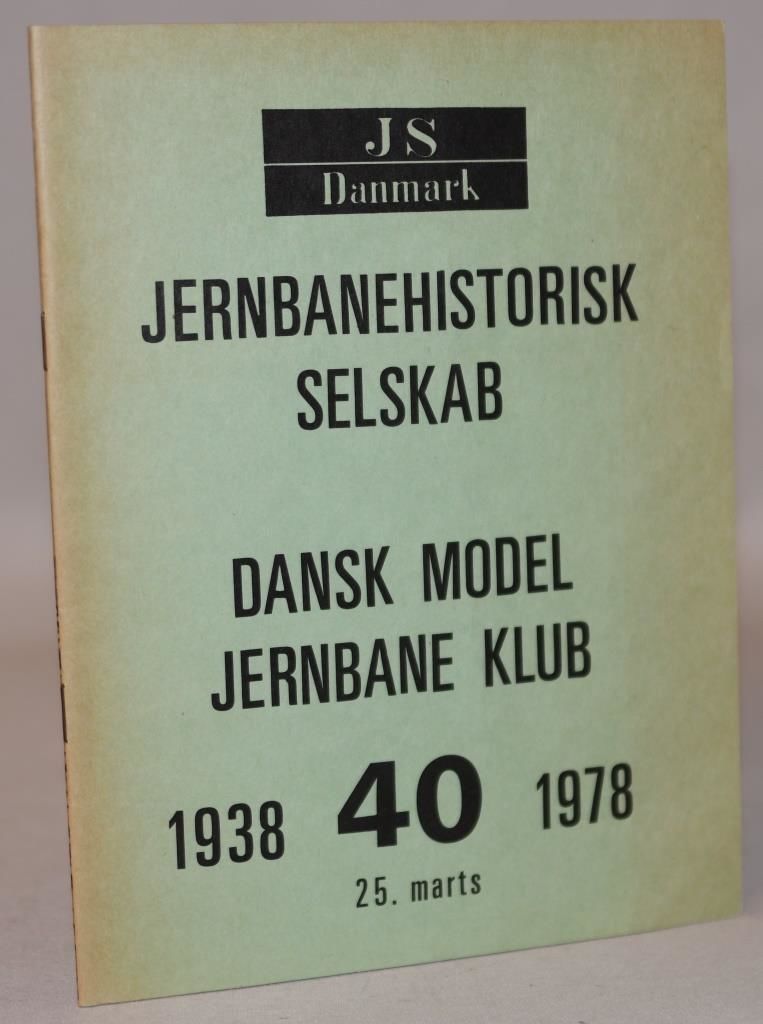 JS
Danmark
JERNBANEHISTORISK
SELSKAB
DANSK MODEL
JERNBANE KLUB
1938 40 1978
25. marts